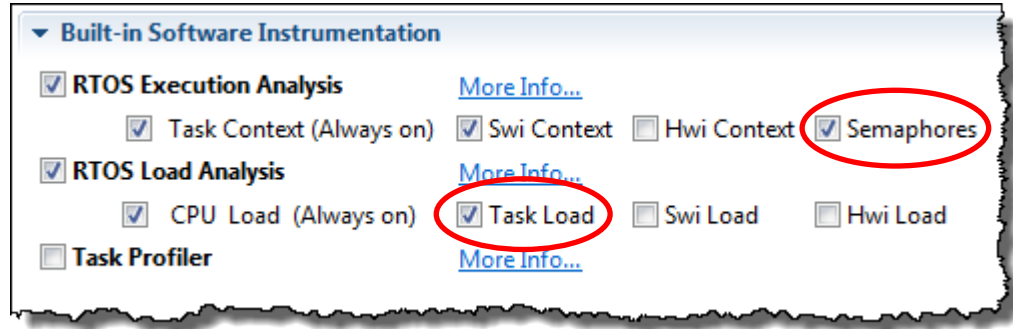 Built-in Software Instrumentation
RTOS Execution Analysis More Info...
Task Context (Always on) Swi Context Hwi Context Semaphores
RTOS Load Analysis More Info...
CPU Load (Always on) Task Load Swi Load Hwi Load
Task Profiler More Info...